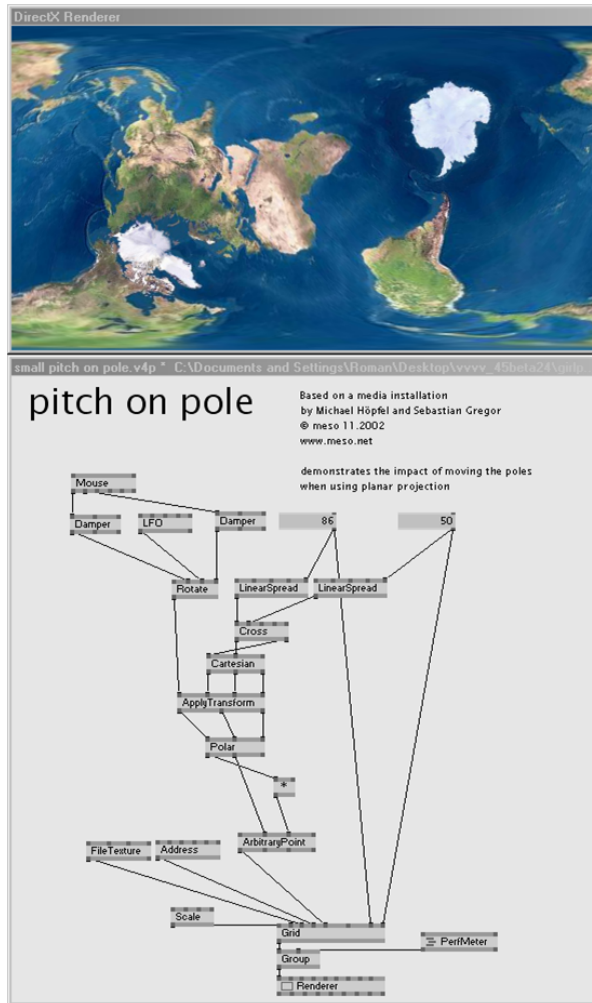 DirectX Renderer
small pitch on pole.v4p * C:\Documents and Settings\Roman\Desktop\vvvv_45beta24\girlp
pitch on pole
Based on a media installation
by Michael Höpfel and Sebastian Gregor
© meso 11.2002
www.meso.net
demonstrates the impact of moving the poles
when using planar projection
Mouse
Damper
LFO
Damper
86
50
Rotate
LinearSpread
LinearSpread
Cross
Cartesian
ApplyTransform
Polar
*
ArbitraryPoint
FileTexture
Address
Scale
Grid
PerfMeter
Group
Renderer